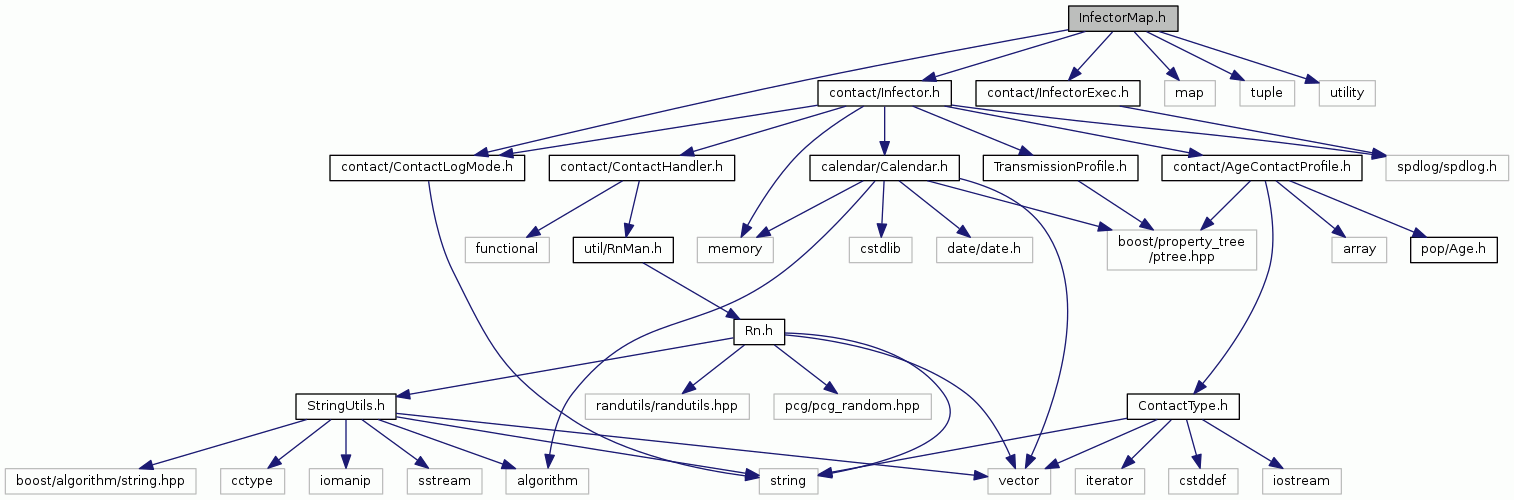 InfectorMap.h
contact/Infector.h
contact/InfectorExec.h
map
tuple
utility
contact/ContactLogMode.h
contact/ContactHandler.h
calendar/Calendar.h
TransmissionProfile.h
contact/AgeContactProfile.h
spdlog/spdlog.h
functional
util/RnMan.h
memory
cstdlib
date/date.h
boost/property_tree
/ptree.hpp
array
pop/Age.h
Rn.h
StringUtils.h
randutils/randutils.hpp
pcg/pcg_random.hpp
ContactType.h
boost/algorithm/string.hpp
cctype
iomanip
sstream
algorithm
string
vector
iterator
cstddef
iostream